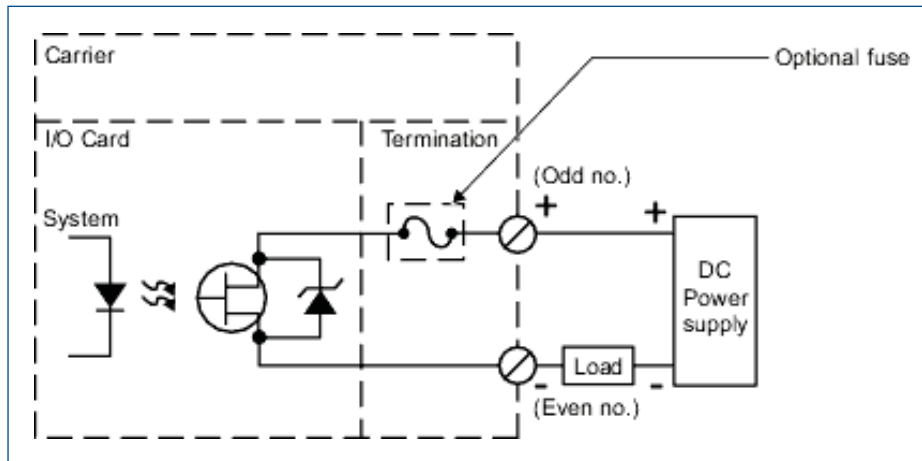 Carrier
Optional fuse
I/O Card
Termination
(Odd no.)
System
+
+
DC
Power
supply
Load
-
-
(Even no.)